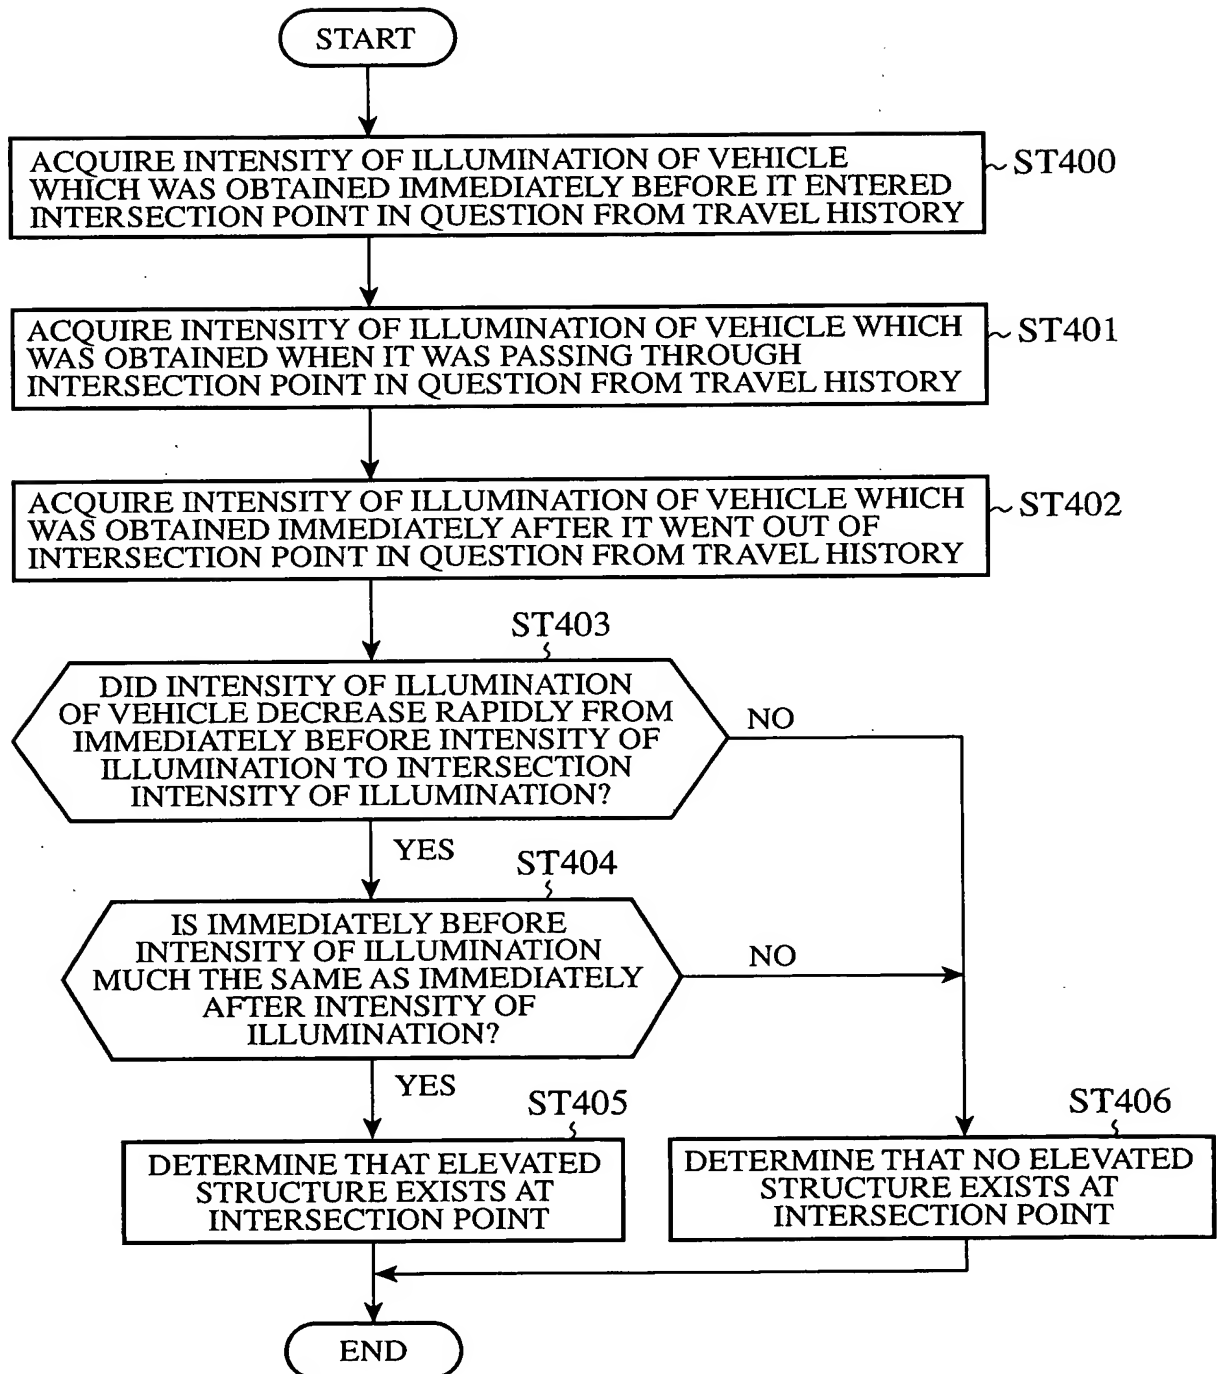 START
ACQUIRE INTENSITY OF ILLUMINATION OF VEHICLE
WHICH WAS OBTAINED IMMEDIATELY BEFORE IT ENTERED
INTERSECTION POINT IN QUESTION FROM TRAVEL HISTORY
ST400
ACQUIRE INTENSITY OF ILLUMINATION OF VEHICLE WHICH
WAS OBTAINED WHEN IT WAS PASSING THROUGH
INTERSECTION POINT IN QUESTION FROM TRAVEL HISTORY
ST401
ACQUIRE INTENSITY OF ILLUMINATION OF VEHICLE WHICH
WAS OBTAINED IMMEDIATELY AFTER IT WENT OUT OF
INTERSECTION POINT IN QUESTION FROM TRAVEL HISTORY
ST402
ST403
DID INTENSITY OF ILLUMINATION
OF VEHICLE DECREASE RAPIDLY FROM
IMMEDIATELY BEFORE INTENSITY OF
ILLUMINATION TO INTERSECTION
INTENSITY OF ILLUMINATION?
NO
YES
ST404
IS IMMEDIATELY BEFORE
INTENSITY OF ILLUMINATION
MUCH THE SAME AS IMMEDIATELY
AFTER INTENSITY OF
ILLUMINATION?
NO
YES
ST405
DETERMINE THAT ELEVATED
STRUCTURE EXISTS AT
INTERSECTION POINT
ST406
DETERMINE THAT NO ELEVATED
STRUCTURE EXISTS AT
INTERSECTION POINT
END